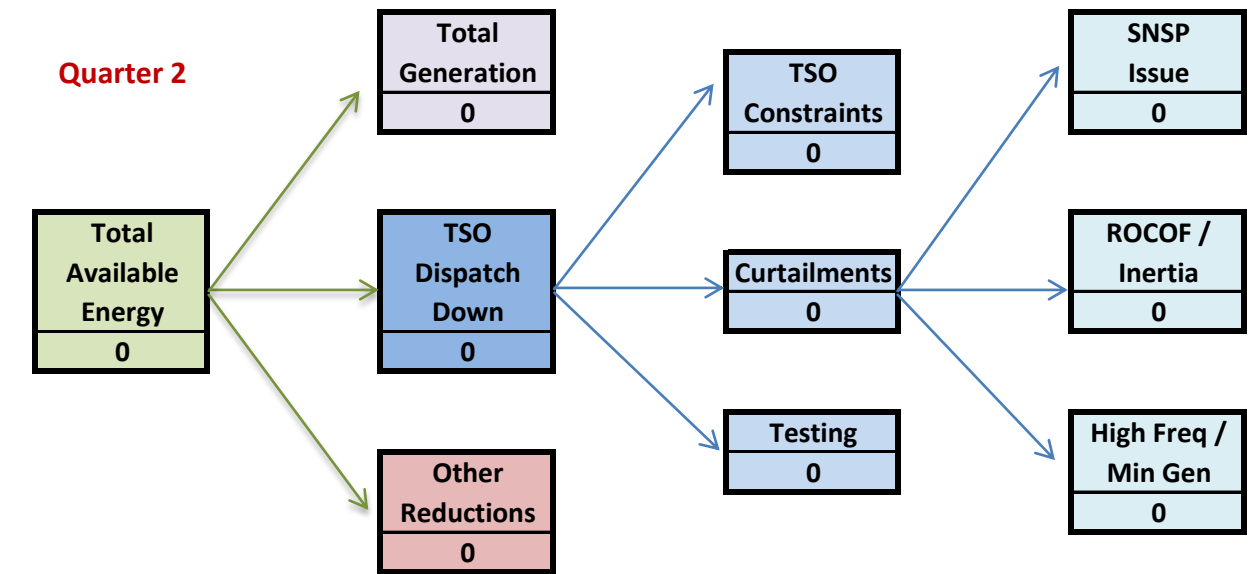 Quarter 2
Total
Available
Energy
0
Total
Generation
0
TSO
Dispatch
Down
0
Other
Reductions
0
TSO
Constraints
0
Curtailments
0
Testing
0
SNSP
Issue
0
ROCOF /
Inertia
0
High Freq /
Min Gen
0